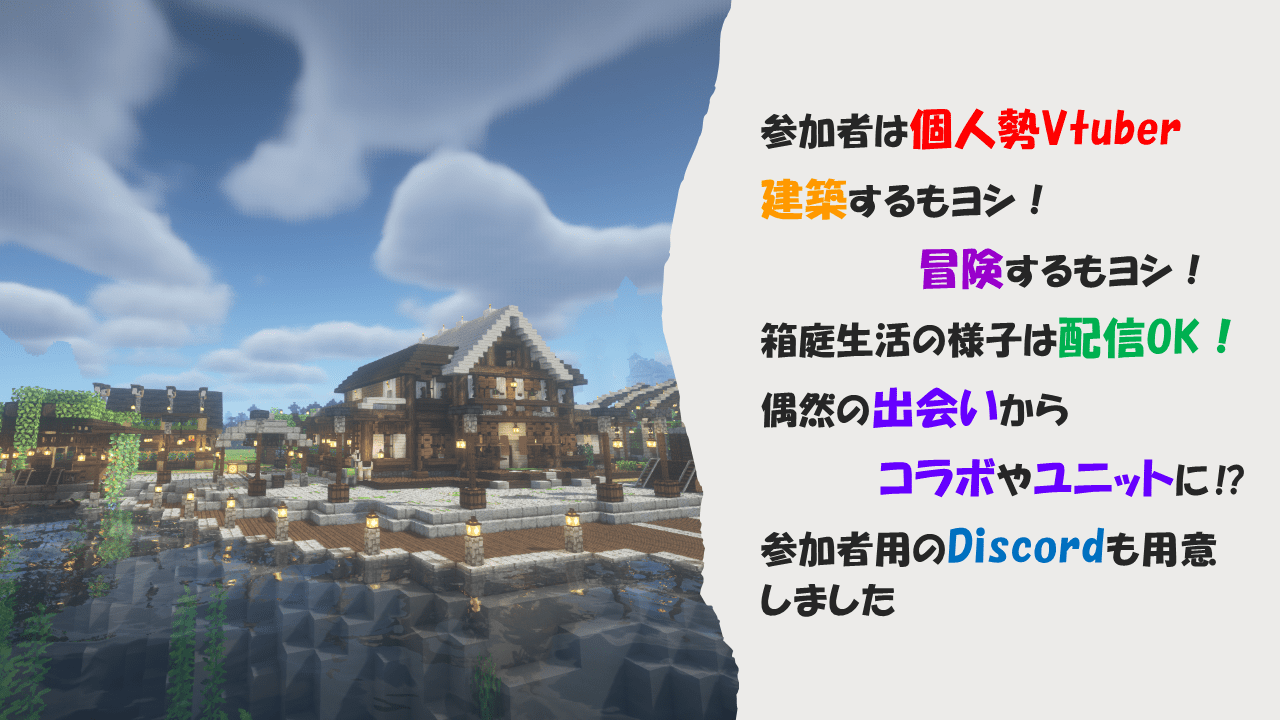 参加者は個人勢Vtuber
建築するもヨシ！
冒険するもヨシ！
箱庭生活の様子は配信OK！
偶然の出会いから
コラボやユニットに⁉
参加者用のDiscordも用意
しました